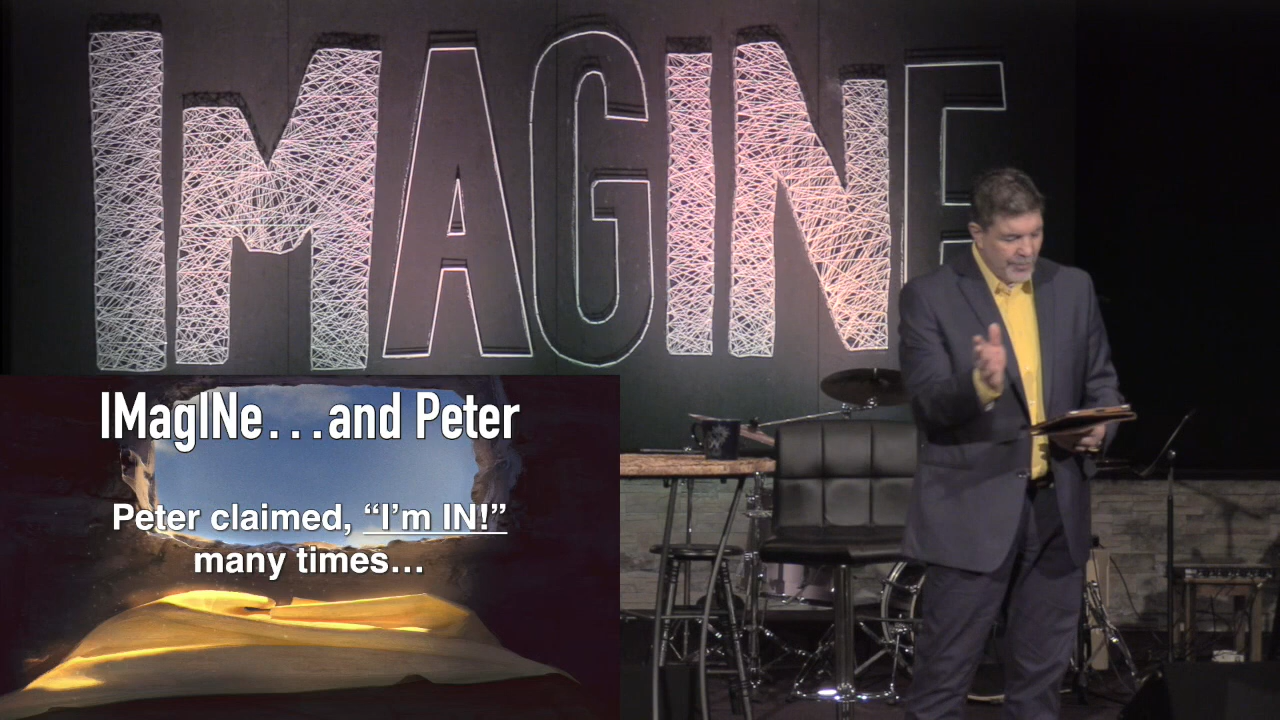 IMAGINE
IMagINe...and Peter
Peter claimed, “I’m IN!”
many times...